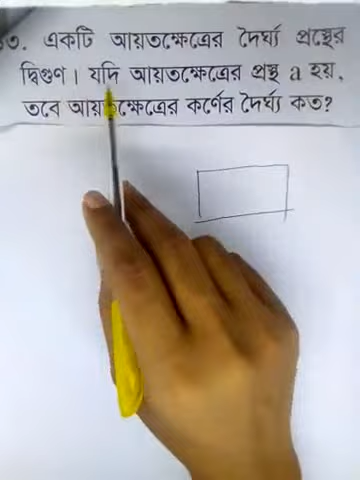 ৩. একটি আয়তক্ষেত্রের দৈর্ঘ্য প্রস্থের
দ্বিগুণ। যদি আয়তক্ষেত্রের প্রস্থ a হয়,
তবে আয়তক্ষেত্রের কর্ণের দৈর্ঘ্য কত?